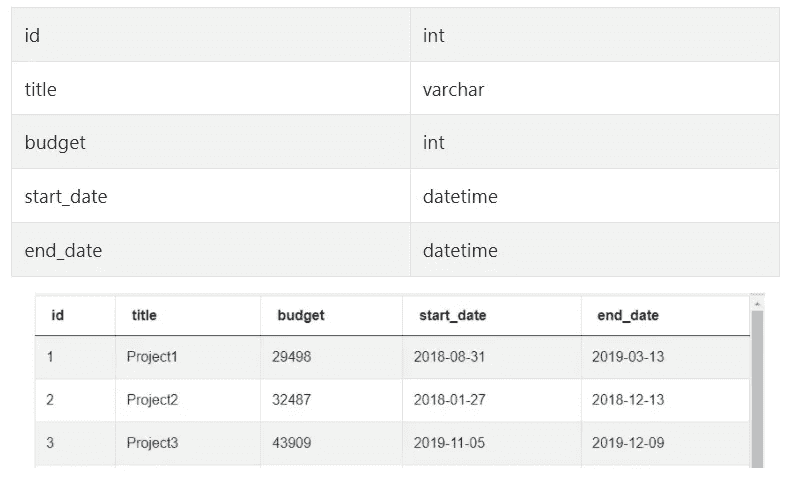 id int
title varchar
budget int
start_date datetime
end_date datetime
id title budget start_date end_date
1 Project1 29498 2018-08-31 2019-03-13
2 Project2 32487 2018-01-27 2018-12-13
3 Project3 43909 2019-11-05 2019-12-09